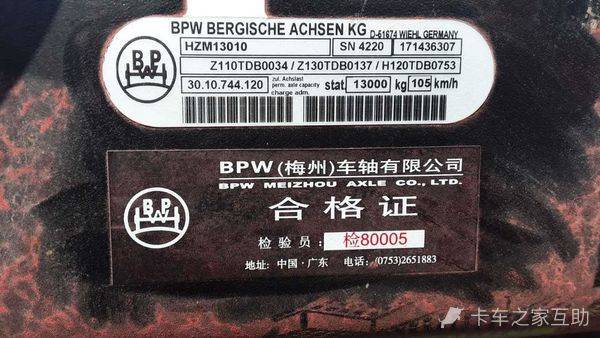 BPW BERGISCHE ACHSEN KG D-51674 WIEHL GERMANY
HZM13010 SN 4220 171436307
Z110TDB0034 / Z130TDB0137 / H120TDB0753
30.10.744.120 zul. Achslast perm. axle capacity charge adm. stat. 13000 kg 105 km/h
BPW
BPW(梅州)车轴有限公司
BPW MEIZHOU AXLE CO., LTD.
BPW
合格证
检验员: 检80005
地址: 中国·广东 电话: (0753)2651883
卡车之家互助